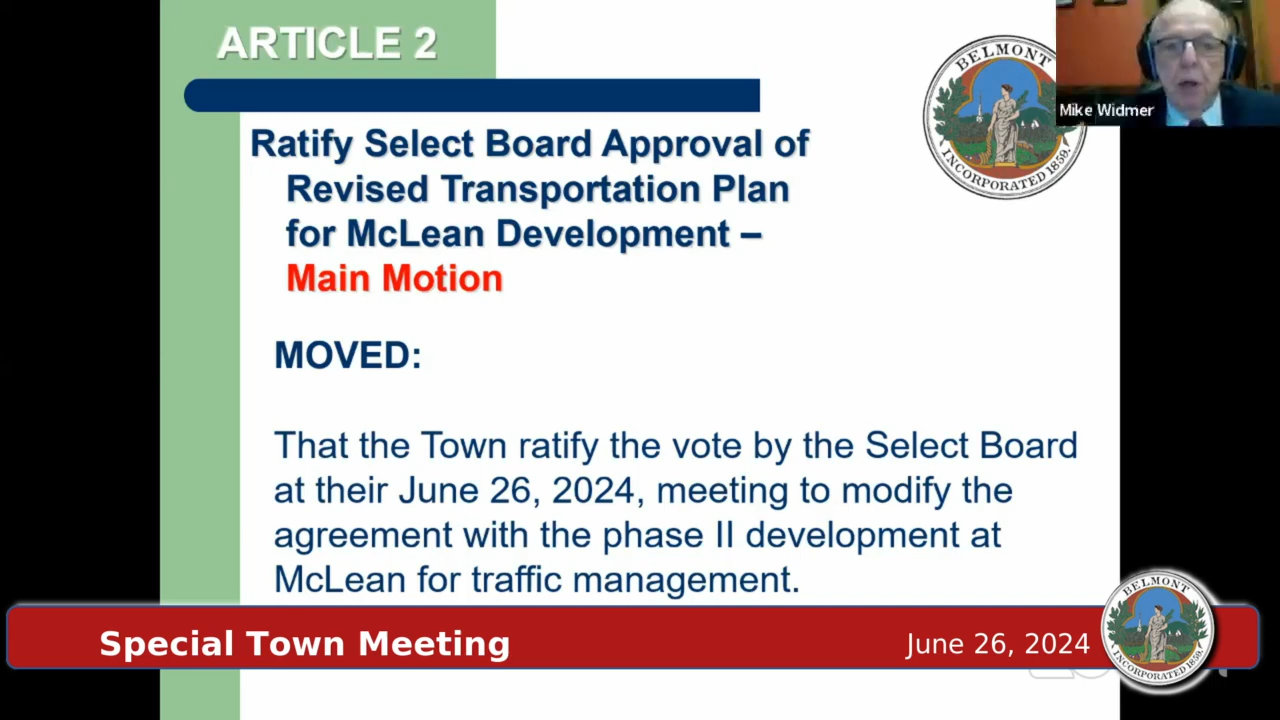 ARTICLE 2
BELMONT
INCORPORATED 1859.
Mike Widmer
Ratify Select Board Approval of
Revised Transportation Plan
for McLean Development –
Main Motion
MOVED:
That the Town ratify the vote by the Select Board
at their June 26, 2024, meeting to modify the
agreement with the phase II development at
McLean for traffic management.
Special Town Meeting
June 26, 2024
BELMONT
INCORPORATED 1859.